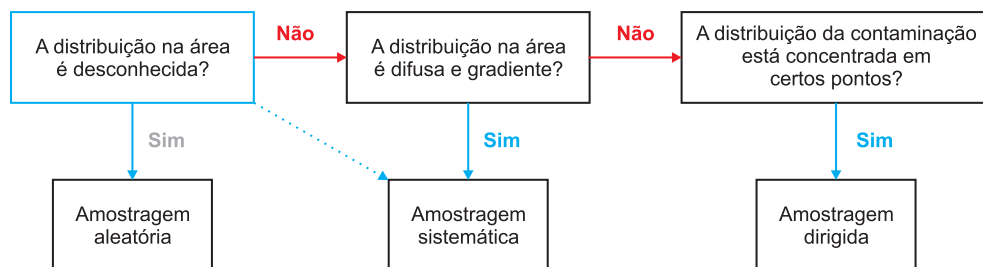 A distribuição na área
é desconhecida?
Não
A distribuição na área
é difusa e gradiente?
Não
A distribuição da contaminação
está concentrada em
certos pontos?
Sim
Sim
Sim
Amostragem
aleatória
Amostragem
sistemática
Amostragem
dirigida